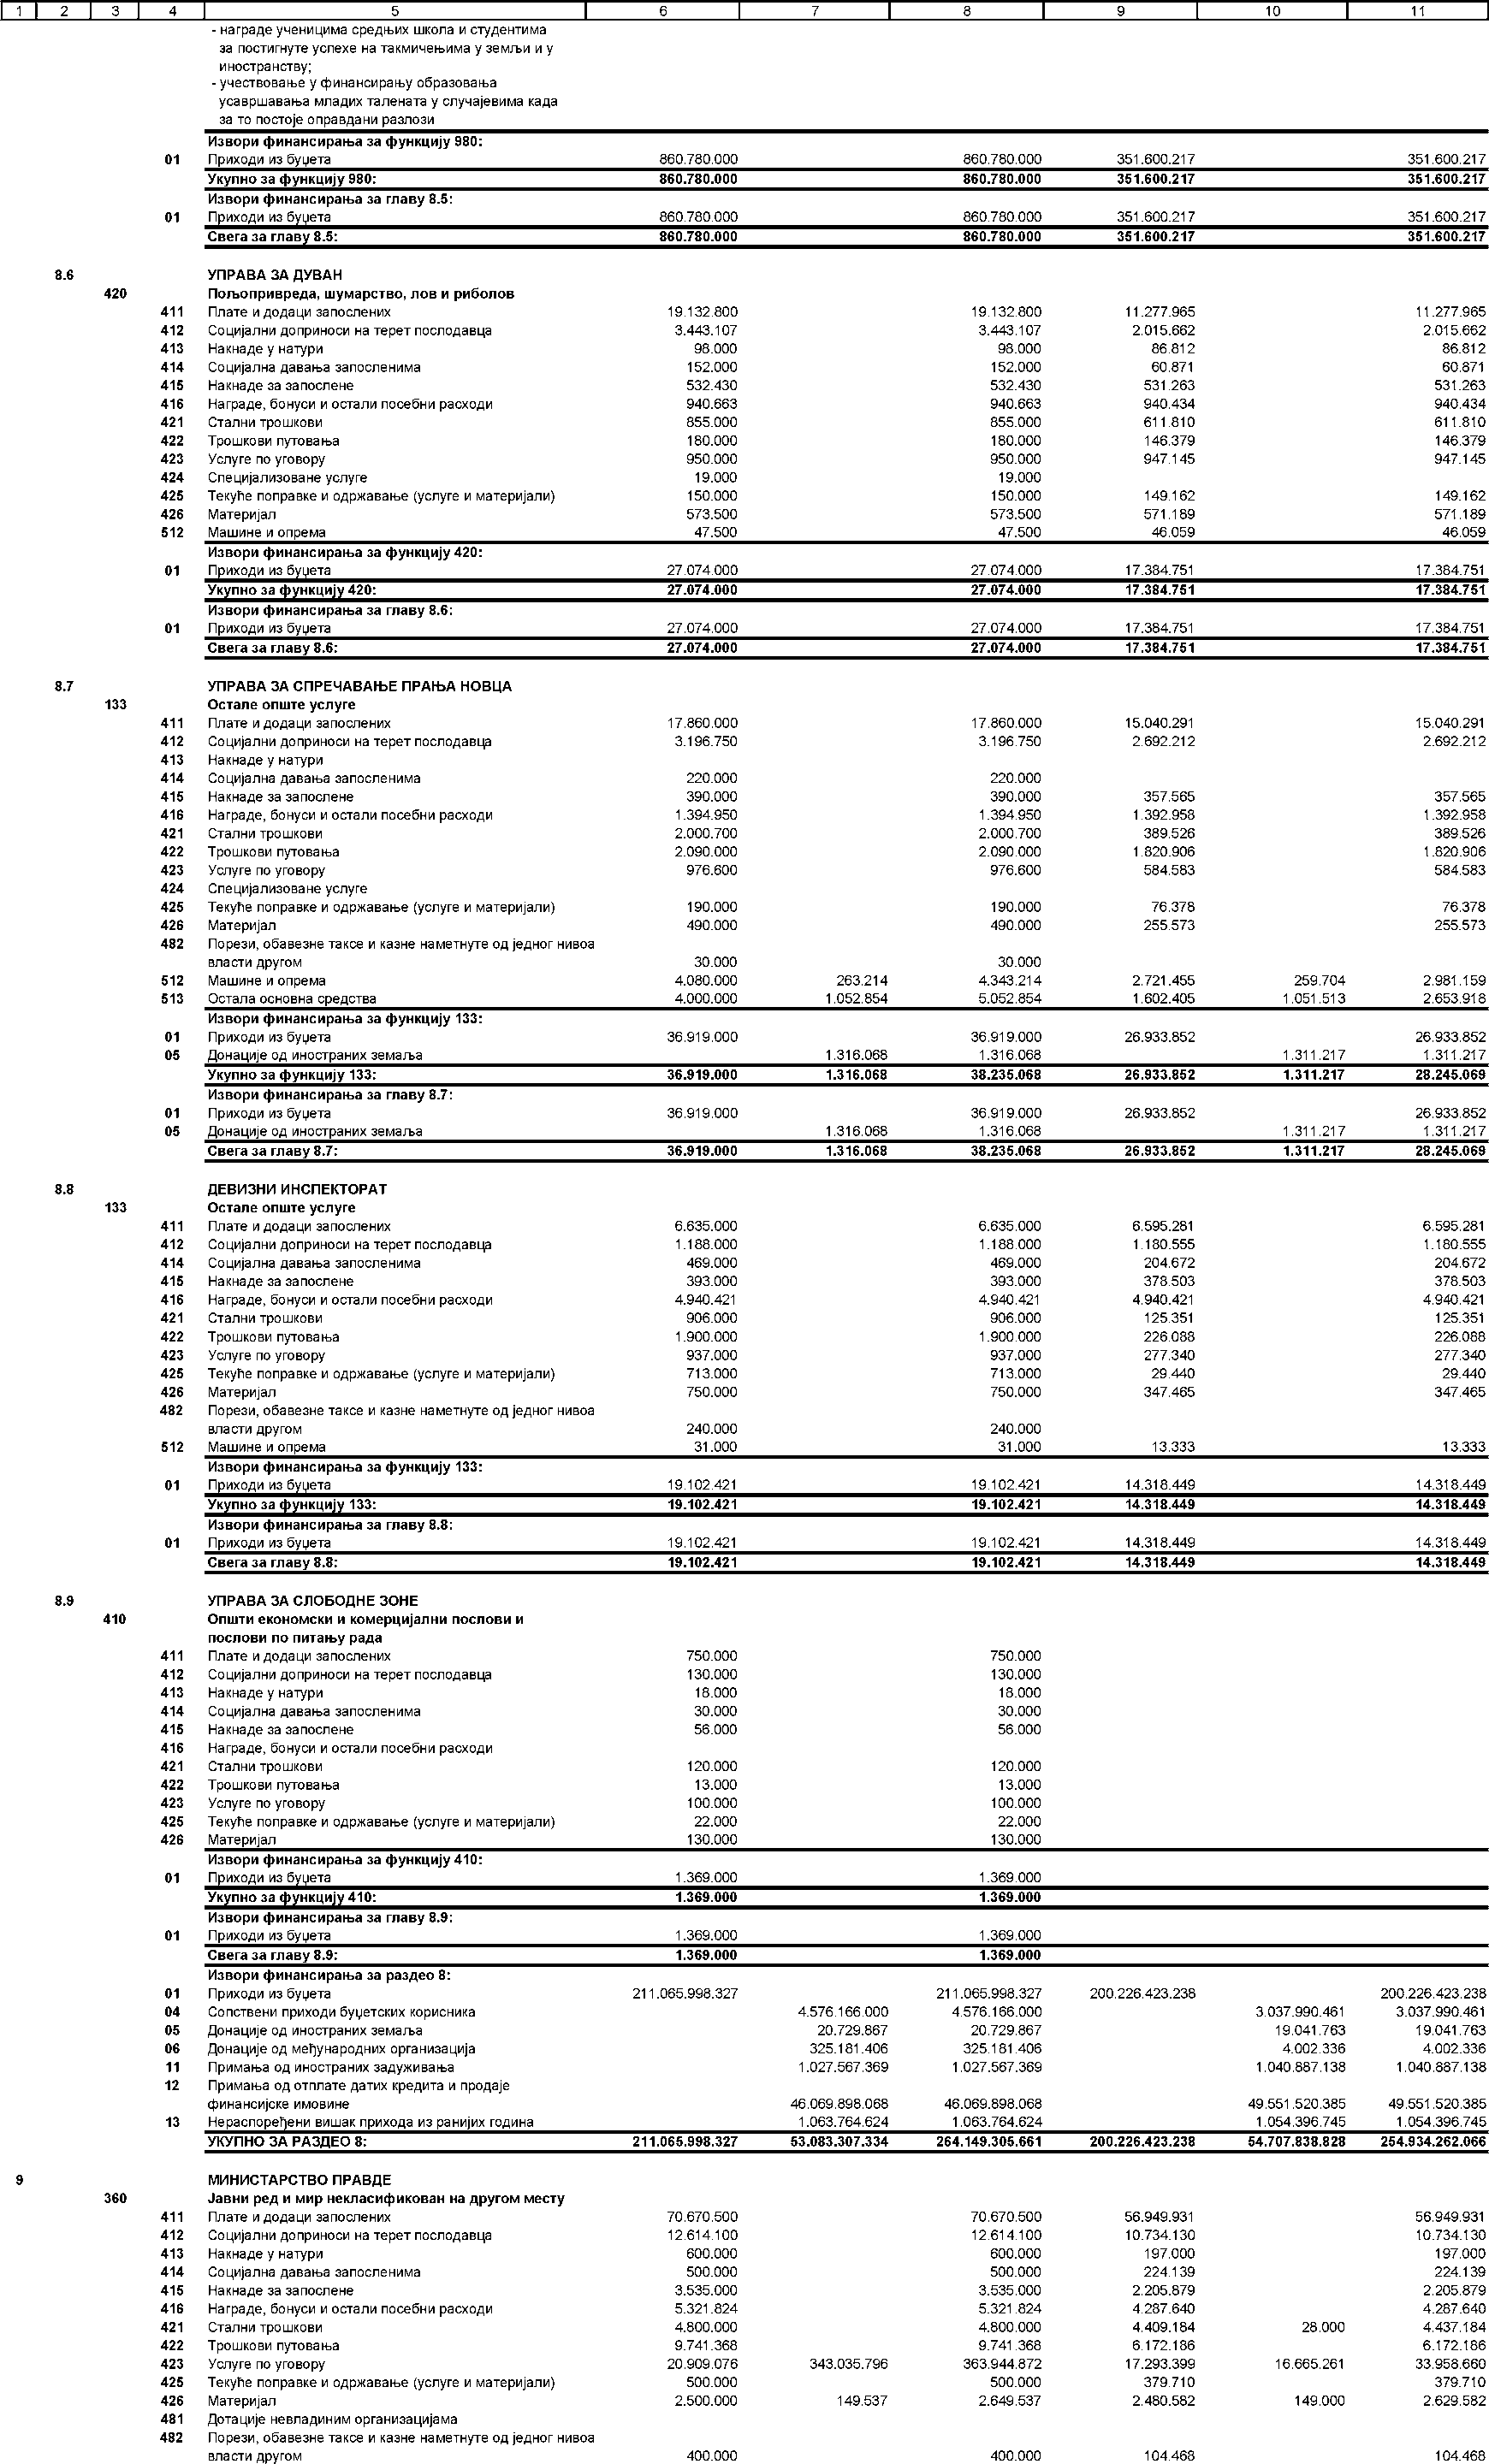 1 2 3 4 5 6 7 8 9 10 11
- награде ученицима средњих школа и студентима
за постигнуте успехе на такмичењима у земљи и у
иностранству;
- учествовање у финансирању образовања
усавршавања младих талената у случајевима када
за то постоје оправдани разлози
Извори финансирања за функцију 980:
01 Приходи из буџета 860.780.000 860.780.000 351.600.217 351.600.217
Укупно за функцију 980: 860.780.000 860.780.000 351.600.217 351.600.217
Извори финансирања за главу 8.5:
01 Приходи из буџета 860.780.000 860.780.000 351.600.217 351.600.217
Свега за главу 8.5: 860.780.000 860.780.000 351.600.217 351.600.217
8.6 УПРАВА ЗА ДУВАН
420 Пољопривреда, шумарство, лов и риболов
411 Плате и додаци запослених 19.132.800 19.132.800 11.277.965 11.277.965
412 Социјални доприноси на терет послодавца 3.443.107 3.443.107 2.015.662 2.015.662
413 Накнаде у натури 98.000 98.000 86.812 86.812
414 Социјална давања запосленима 152.000 152.000 60.871 60.871
415 Накнаде за запослене 532.430 532.430 531.263 531.263
416 Награде, бонуси и остали посебни расходи 940.663 940.663 940.434 940.434
421 Стални трошкови 855.000 855.000 611.810 611.810
422 Трошкови путовања 180.000 180.000 146.379 146.379
423 Услуге по уговору 950.000 950.000 947.145 947.145
424 Специјализоване услуге 19.000 19.000
425 Текуће поправке и одржавање (услуге и материјали) 150.000 150.000 149.162 149.162
426 Материјал 573.500 573.500 571.189 571.189
512 Машине и опрема 47.500 47.500 46.059 46.059
Извори финансирања за функцију 420:
01 Приходи из буџета 27.074.000 27.074.000 17.384.751 17.384.751
Укупно за функцију 420: 27.074.000 27.074.000 17.384.751 17.384.751
Извори финансирања за главу 8.6:
01 Приходи из буџета 27.074.000 27.074.000 17.384.751 17.384.751
Свега за главу 8.6: 27.074.000 27.074.000 17.384.751 17.384.751
8.7 УПРАВА ЗА СПРЕЧАВАЊЕ ПРАЊА НОВЦА
133 Остале опште услуге
411 Плате и додаци запослених 17.860.000 17.860.000 15.040.291 15.040.291
412 Социјални доприноси на терет послодавца 3.196.750 3.196.750 2.692.212 2.692.212
413 Накнаде у натури
414 Социјална давања запосленима 220.000 220.000
415 Накнаде за запослене 390.000 390.000 357.565 357.565
416 Награде, бонуси и остали посебни расходи 1.394.950 1.394.950 1.392.958 1.392.958
421 Стални трошкови 2.000.700 2.000.700 389.526 389.526
422 Трошкови путовања 2.090.000 2.090.000 1.820.906 1.820.906
423 Услуге по уговору 976.600 976.600 584.583 584.583
424 Специјализоване услуге
425 Текуће поправке и одржавање (услуге и материјали) 190.000 190.000 76.378 76.378
426 Материјал 490.000 490.000 255.573 255.573
482 Порези, обавезне таксе и казне наметнуте од једног нивоа
власти другом 30.000 30.000
512 Машине и опрема 4.080.000 263.214 4.343.214 2.721.455 259.704 2.981.159
513 Остала основна средства 4.000.000 1.052.854 5.052.854 1.602.405 1.051.513 2.653.918
Извори финансирања за функцију 133:
01 Приходи из буџета 36.919.000 36.919.000 26.933.852 26.933.852
05 Донације од иностраних земаља 1.316.068 1.316.068 1.311.217 1.311.217
Укупно за функцију 133: 36.919.000 1.316.068 38.235.068 26.933.852 1.311.217 28.245.069
Извори финансирања за главу 8.7:
01 Приходи из буџета 36.919.000 36.919.000 26.933.852 26.933.852
05 Донације од иностраних земаља 1.316.068 1.316.068 1.311.217 1.311.217
Свега за главу 8.7: 36.919.000 1.316.068 38.235.068 26.933.852 1.311.217 28.245.069
8.8 ДЕВИЗНИ ИНСПЕКТОРАТ
133 Остале опште услуге
411 Плате и додаци запослених 6.635.000 6.635.000 6.595.281 6.595.281
412 Социјални доприноси на терет послодавца 1.188.000 1.188.000 1.180.555 1.180.555
414 Социјална давања запосленима 469.000 469.000 204.672 204.672
415 Накнаде за запослене 393.000 393.000 378.503 378.503
416 Награде, бонуси и остали посебни расходи 4.940.421 4.940.421 4.940.421 4.940.421
421 Стални трошкови 906.000 906.000 125.351 125.351
422 Трошкови путовања 1.900.000 1.900.000 226.088 226.088
423 Услуге по уговору 937.000 937.000 277.340 277.340
425 Текуће поправке и одржавање (услуге и материјали) 713.000 713.000 29.440 29.440
426 Материјал 750.000 750.000 347.465 347.465
482 Порези, обавезне таксе и казне наметнуте од једног нивоа
власти другом 240.000 240.000
512 Машине и опрема 31.000 31.000 13.333 13.333
Извори финансирања за функцију 133:
01 Приходи из буџета 19.102.421 19.102.421 14.318.449 14.318.449
Укупно за функцију 133: 19.102.421 19.102.421 14.318.449 14.318.449
Извори финансирања за главу 8.8:
01 Приходи из буџета 19.102.421 19.102.421 14.318.449 14.318.449
Свега за главу 8.8: 19.102.421 19.102.421 14.318.449 14.318.449
8.9 УПРАВА ЗА СЛОБОДНЕ ЗОНЕ
410 Општи економски и комерцијални послови и
послови по питању рада
411 Плате и додаци запослених 750.000 750.000
412 Социјални доприноси на терет послодавца 130.000 130.000
413 Накнаде у натури 18.000 18.000
414 Социјална давања запосленима 30.000 30.000
415 Накнаде за запослене 56.000 56.000
416 Награде, бонуси и остали посебни расходи
421 Стални трошкови 120.000 120.000
422 Трошкови путовања 13.000 13.000
423 Услуге по уговору 100.000 100.000
425 Текуће поправке и одржавање (услуге и материјали) 22.000 22.000
426 Материјал 130.000 130.000
Извори финансирања за функцију 410:
01 Приходи из буџета 1.369.000 1.369.000
Укупно за функцију 410: 1.369.000 1.369.000
Извори финансирања за главу 8.9:
01 Приходи из буџета 1.369.000 1.369.000
Свега за главу 8.9: 1.369.000 1.369.000
Извори финансирања за раздео 8:
01 Приходи из буџета 211.065.998.327 211.065.998.327 200.226.423.238 200.226.423.238
04 Сопствени приходи буџетских корисника 4.576.166.000 4.576.166.000 3.037.990.461 3.037.990.461
05 Донације од иностраних земаља 20.729.867 20.729.867 19.041.763 19.041.763
06 Донације од међународних организација 325.181.406 325.181.406 4.002.336 4.002.336
11 Примања од иностраних задуживања 1.027.567.369 1.027.567.369 1.040.887.138 1.040.887.138
12 Примања од отплате датих кредита и продаје
финансијске имовине 46.069.898.068 46.069.898.068 49.551.520.385 49.551.520.385
13 Нераспоређени вишак прихода из ранијих година 1.063.764.624 1.063.764.624 1.054.396.745 1.054.396.745
УКУПНО ЗА РАЗДЕО 8: 211.065.998.327 53.083.307.334 264.149.305.661 200.226.423.238 54.707.838.828 254.934.262.066
9 МИНИСТАРСТВО ПРАВДЕ
360 Јавни ред и мир некласификован на другом месту
411 Плате и додаци запослених 70.670.500 70.670.500 56.949.931 56.949.931
412 Социјални доприноси на терет послодавца 12.614.100 12.614.100 10.734.130 10.734.130
413 Накнаде у натури 600.000 600.000 197.000 197.000
414 Социјална давања запосленима 500.000 500.000 224.139 224.139
415 Накнаде за запослене 3.535.000 3.535.000 2.205.879 2.205.879
416 Награде, бонуси и остали посебни расходи 5.321.824 5.321.824 4.287.640 4.287.640
421 Стални трошкови 4.800.000 4.800.000 4.409.184 28.000 4.437.184
422 Трошкови путовања 9.741.368 9.741.368 6.172.186 6.172.186
423 Услуге по уговору 20.909.076 343.035.796 363.944.872 17.293.399 16.665.261 33.958.660
425 Текуће поправке и одржавање (услуге и материјали) 500.000 500.000 379.710 379.710
426 Материјал 2.500.000 149.537 2.649.537 2.480.582 149.000 2.629.582
481 Дотације невладиним организацијама
482 Порези, обавезне таксе и казне наметнуте од једног нивоа
власти другом 400.000 400.000 104.468 104.468